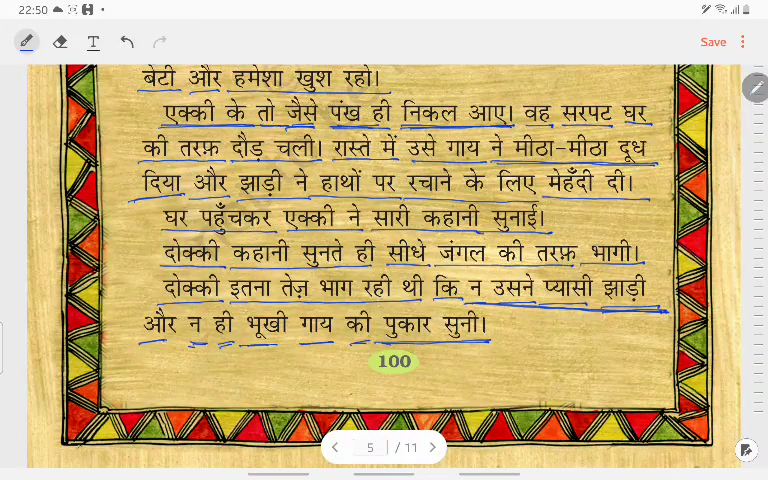 22:50
Save
बेटी और हमेशा खुश रहो।
एक्की के तो जैसे पंख ही निकल आए। वह सरपट घर
की तरफ़ दौड़ चली। रास्ते में उसे गाय ने मीठा-मीठा दूध
दिया और झाड़ी ने हाथों पर रचाने के लिए मेहँदी दी।
घर पहुँचकर एक्की ने सारी कहानी सुनाई।
दोक्की कहानी सुनते ही सीधे जंगल की तरफ़ भागी।
दोक्की इतना तेज़ भाग रही थी कि न उसने प्यासी झाड़ी
और न ही भूखी गाय की पुकार सुनी।
100
5 / 11